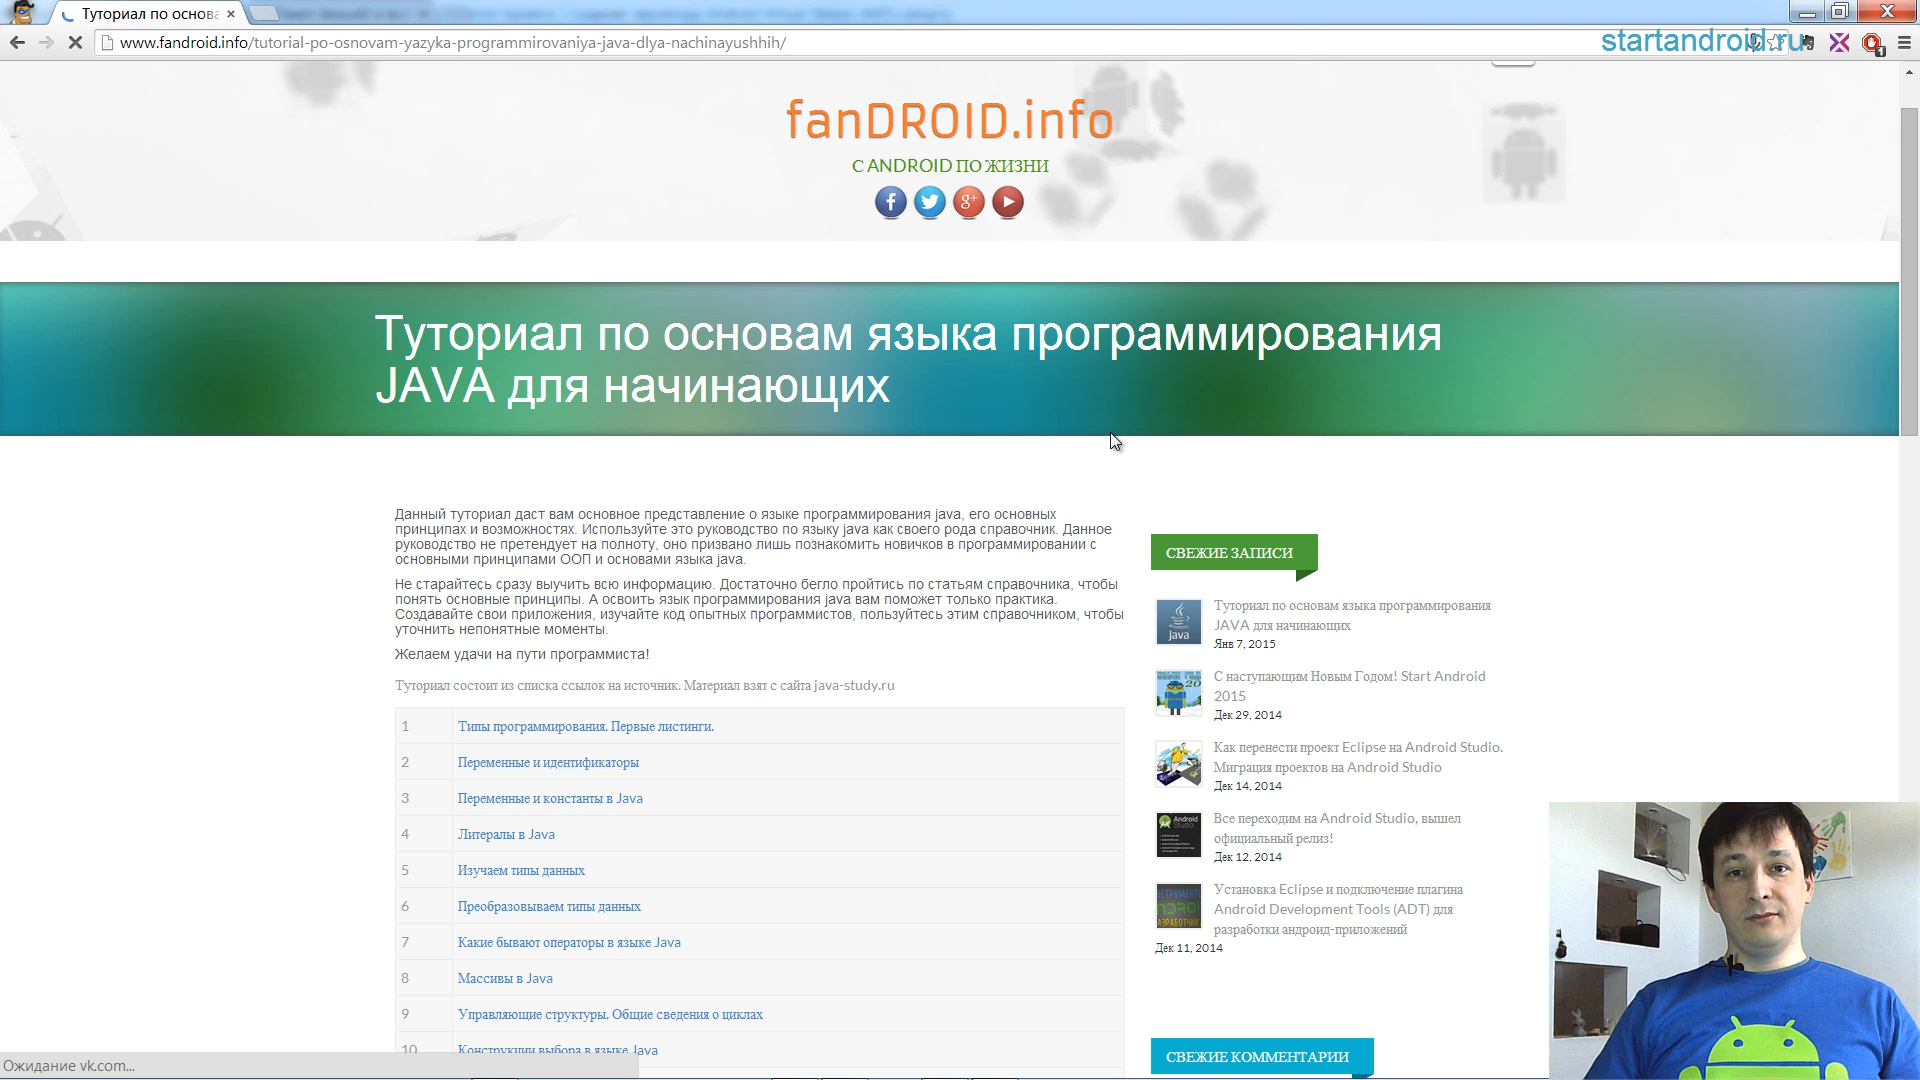 Туториал по основа
www.fandroid.info/tutorial-po-osnovam-yazyka-programmirovaniya-java-dlya-nachinayushhih/
startandroid.ru
fanDROID.info
С ANDROID ПО ЖИЗНИ
Туториал по основам языка программирования
JAVA для начинающих
Данный туториал даст вам основное представление о языке программирования java, его основных
принципах и возможностях. Используйте это руководство по языку java как своего рода справочник. Данное
руководство не претендует на полноту, оно призвано лишь познакомить новичков в программировании с
основными принципами ООП и основами языка java.
Не старайтесь сразу выучить всю информацию. Достаточно бегло пройтись по статьям справочника, чтобы
понять основные принципы. А освоить язык программирования java вам поможет только практика.
Создавайте свои приложения, изучайте код опытных программистов, пользуйтесь этим справочником, чтобы
уточнить непонятные моменты.
Желаем удачи на пути программиста!
Туториал состоит из списка ссылок на источник. Материал взят с сайта java-study.ru
1 Типы программирования. Первые листинги.
2 Переменные и идентификаторы
3 Переменные и константы в Java
4 Литералы в Java
5 Изучаем типы данных
6 Преобразовываем типы данных
7 Какие бывают операторы в языке Java
8 Массивы в Java
9 Управляющие структуры. Общие сведения о циклах
10 Конструкции выбора в языке Java
СВЕЖИЕ ЗАПИСИ
Java
Туториал по основам языка программирования
JAVA для начинающих
Янв 7, 2015
С наступающим Новым Годом! Start Android
2015
Дек 29, 2014
Как перенести проект Eclipse на Android Studio.
Миграция проектов на Android Studio
Дек 14, 2014
Android
Studio
Все переходим на Android Studio, вышел
официальный релиз!
Дек 12, 2014
Установка Eclipse и подключение плагина
Android Development Tools (ADT) для
разработки андроид-приложений
Дек 11, 2014
СВЕЖИЕ КОММЕНТАРИИ
Ожидание vk.com...